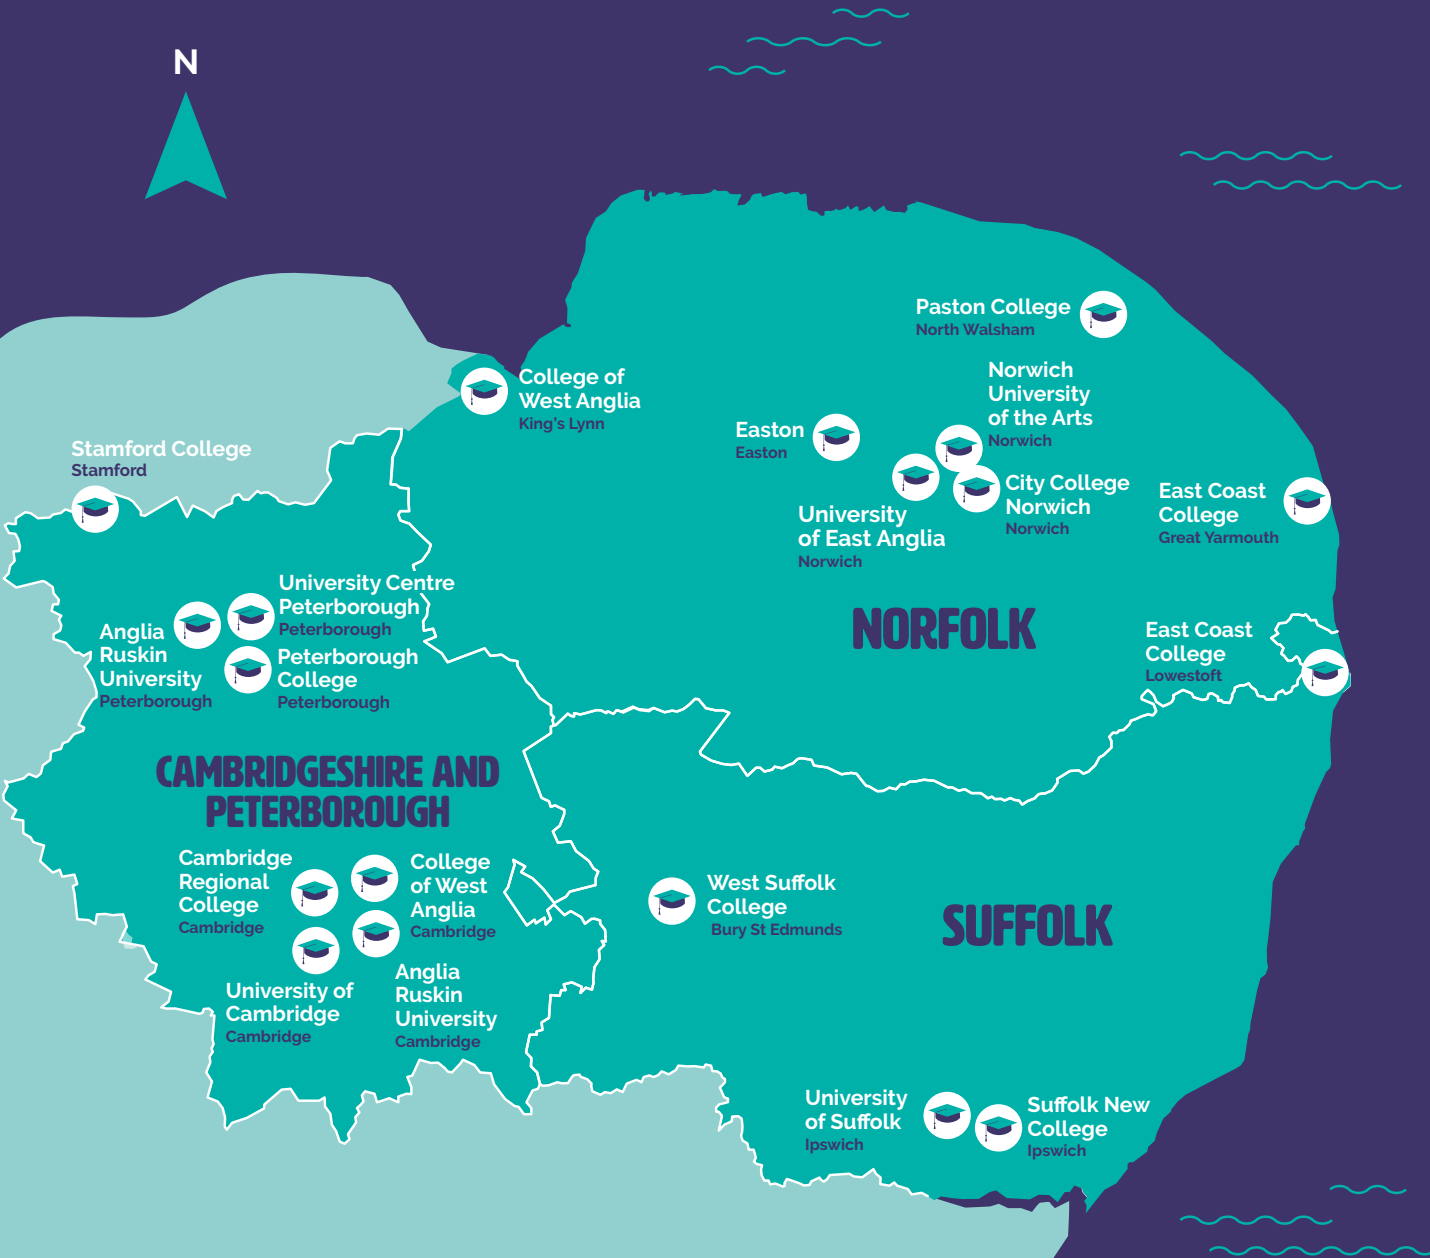 N
Paston College
North Walsham
Norwich
University
of the Arts
Norwich
College of
West Anglia
King's Lynn
Easton
Easton
Stamford College
Stamford
City College
Norwich
Norwich
East Coast
College
Great Yarmouth
University
of East Anglia
Norwich
University Centre
Peterborough
Peterborough
Anglia
Ruskin
University
Peterborough
Peterborough
College
Peterborough
NORFOLK
East Coast
College
Lowestoft
CAMBRIDGESHIRE AND
PETERBOROUGH
Cambridge
Regional
College
Cambridge
College
of West
Anglia
Cambridge
West Suffolk
College
Bury St Edmunds
SUFFOLK
University of
Cambridge
Cambridge
Anglia
Ruskin
University
Cambridge
University
of Suffolk
Ipswich
Suffolk New
College
Ipswich